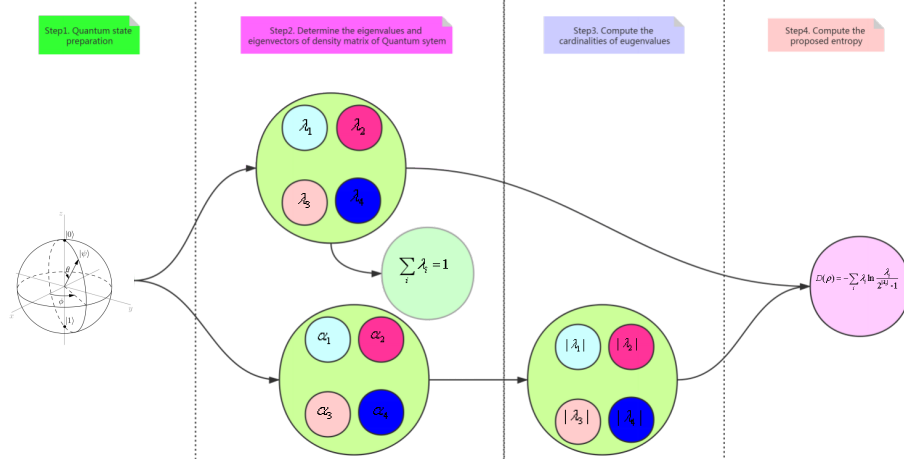 Step1. Quantum state
preparation
Step2. Determine the eigenvalues and
eigenvectors of density matrix of Quantum sytem
Step3. Compute the
cardinalities of eugenvalues
Step4. Compute the
proposed entropy
λ₁ λ₂
λ₃ λ₄
z
|0⟩
|ψ⟩
θ
φ
x y
|1⟩
∑ᵢ λᵢ = 1
D(ρ) = -∑ᵢ λᵢ ln λᵢ / (2^|λᵢ| - 1)
α₁ α₂
α₃ α₄
|λ₁| |λ₂|
|λ₃| |λ₄|